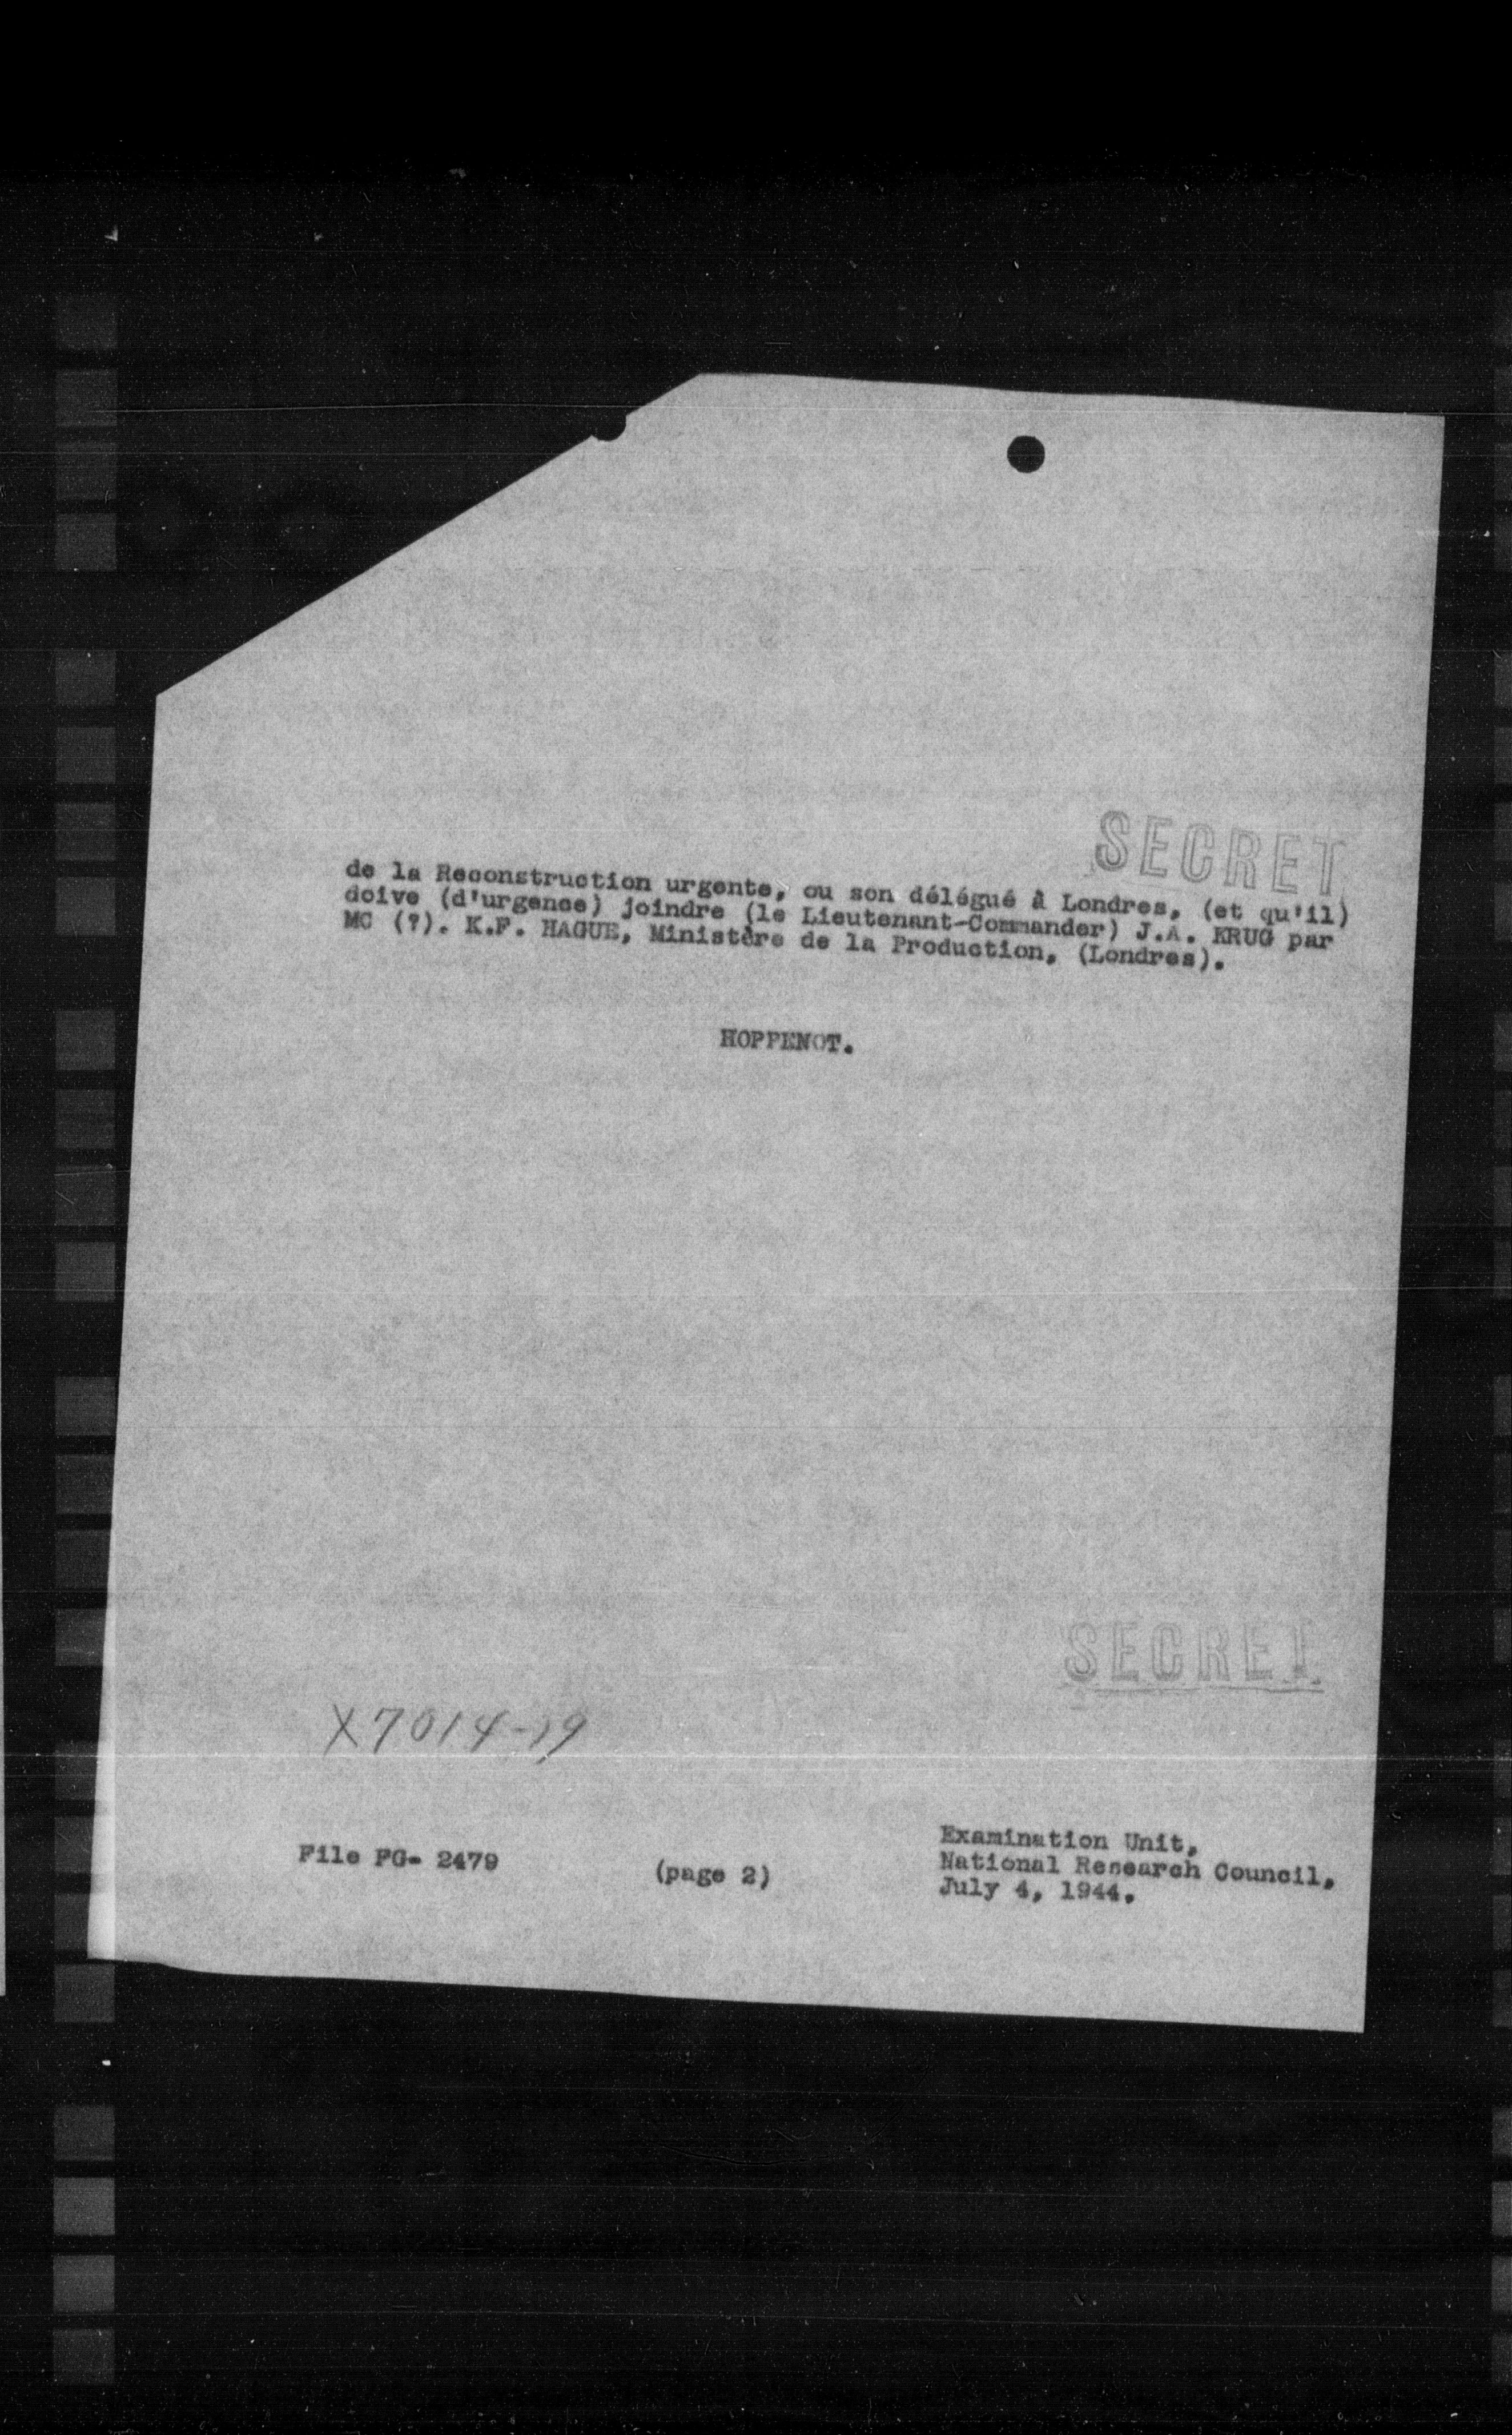 SECRET
de la Reconstruction urgente, ou son délégué à Londres, (et qu'il)
doive (d'urgence) joindre (le Lieutenant-Commander) J.A. KRUG par
MC (?). K.F. HAGUE, Ministère de la Production, (Londres).
HOPPENOT.
SECRET
X7014-19
File FG- 2479
(page 2)
Examination Unit,
National Research Council,
July 4, 1944.